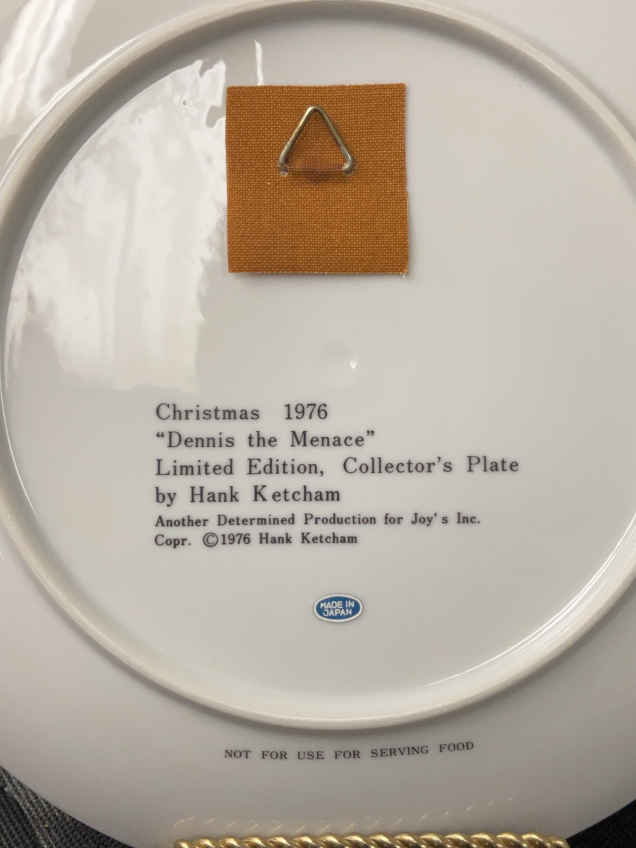 Christmas 1976
“Dennis the Menace”
Limited Edition, Collector's Plate
by Hank Ketcham
Another Determined Production for Joy's Inc.
Copr. ©1976 Hank Ketcham
MADE IN
JAPAN
NOT FOR USE FOR SERVING FOOD